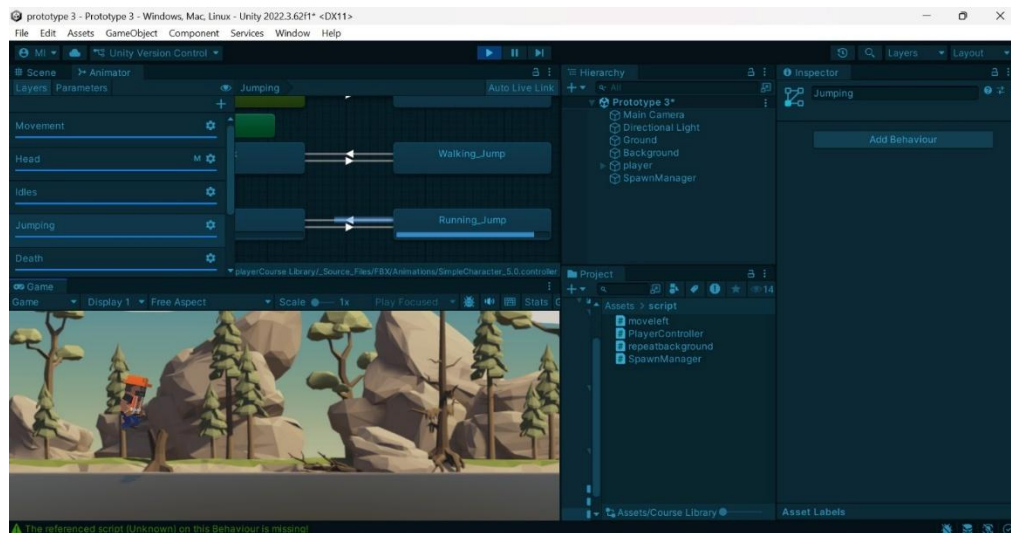 prototype 3 - Prototype 3 - Windows, Mac, Linux - Unity 2022.3.62f1* <DX11>
File Edit Assets GameObject Component Services Window Help
MI Unity Version Control Layers Layout
Scene Animator
Layers Parameters Jumping Auto Live Link
Movement
Head M
Idles
Jumping
Death
Walking_Jump
Running_Jump
playerCourse Library/_Source_Files/FBX/Animations/SimpleCharacter_5.0.controller
Game
Game Display 1 Free Aspect Scale 1x Play Focused Stats G
Hierarchy
All
Prototype 3*
Main Camera
Directional Light
Ground
Background
player
SpawnManager
Project
14
Assets > script
moveleft
PlayerController
repeatbackground
SpawnManager
Assets/Course Library
Inspector
Jumping
Add Behaviour
Asset Labels
The referenced script (Unknown) on this Behaviour is missing!